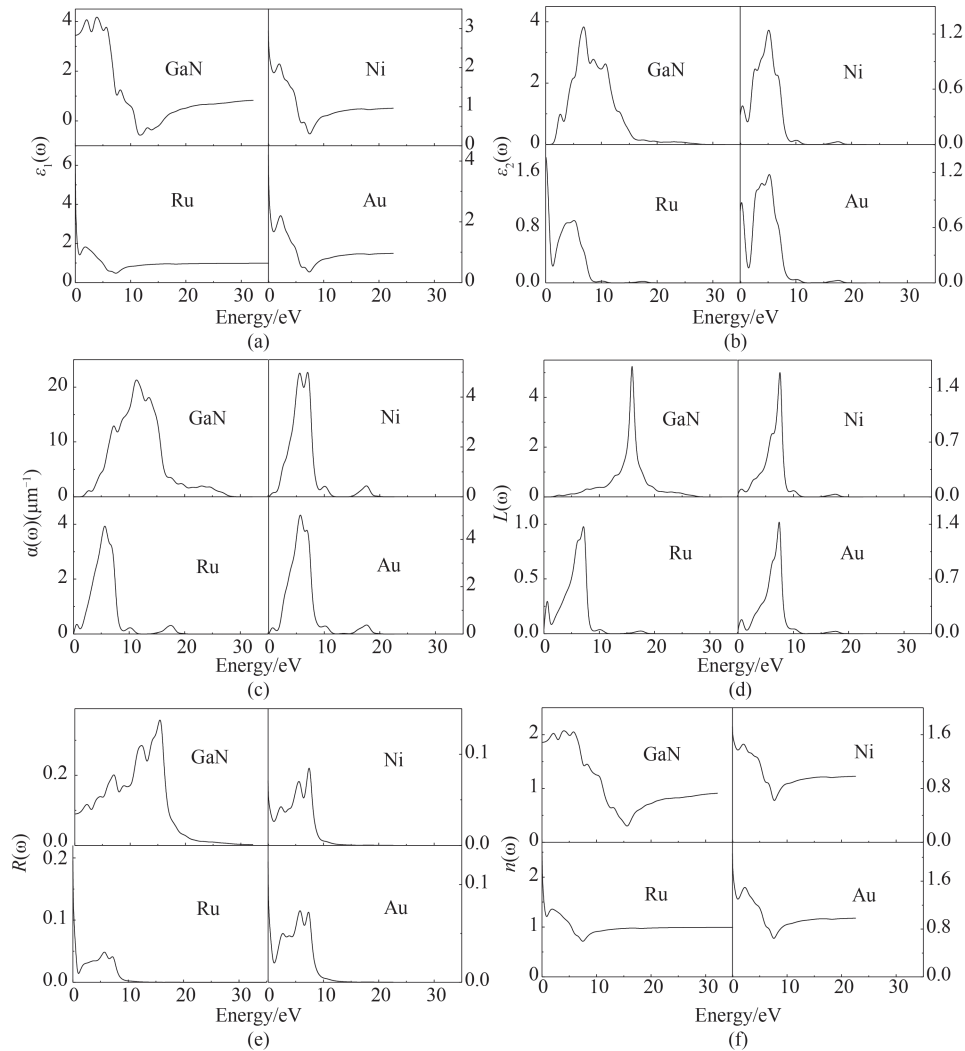 4 3 4 1.2
GaN Ni GaN Ni
2 2 2 0.6
0 1
0 0 0.0
ε₁(ω) ε₂(ω)
6 4 1.6 1.2
4 Ru Au Ru Au
2 2 0.8 0.6
0 0 0.0 0.0
0 10 20 30 0 10 20 30 0 10 20 30 0 10 20 30
Energy/eV Energy/eV
(a) (b)
20 4 4 1.4
GaN Ni GaN Ni
10 2 2 0.7
0 0 0 0.0
α(ω)(μm⁻¹) L(ω)
4 4 1.0 1.4
Ru Au Ru Au
2 2 0.5 0.7
0 0 0.0 0.0
0 10 20 30 0 10 20 30 0 10 20 30 0 10 20 30
Energy/eV Energy/eV
(c) (d)
0.2 0.1 2 1.6
GaN Ni GaN Ni
1 0.8
0.0 0.0 0 0.0
R(ω) n(ω)
0.2 0.1 2 1.6
Ru Au Ru Au
0.1 1 0.8
0.0 0.0 0 0.0
0 10 20 30 0 10 20 30 0 10 20 30 0 10 20 30
Energy/eV Energy/eV
(e) (f)